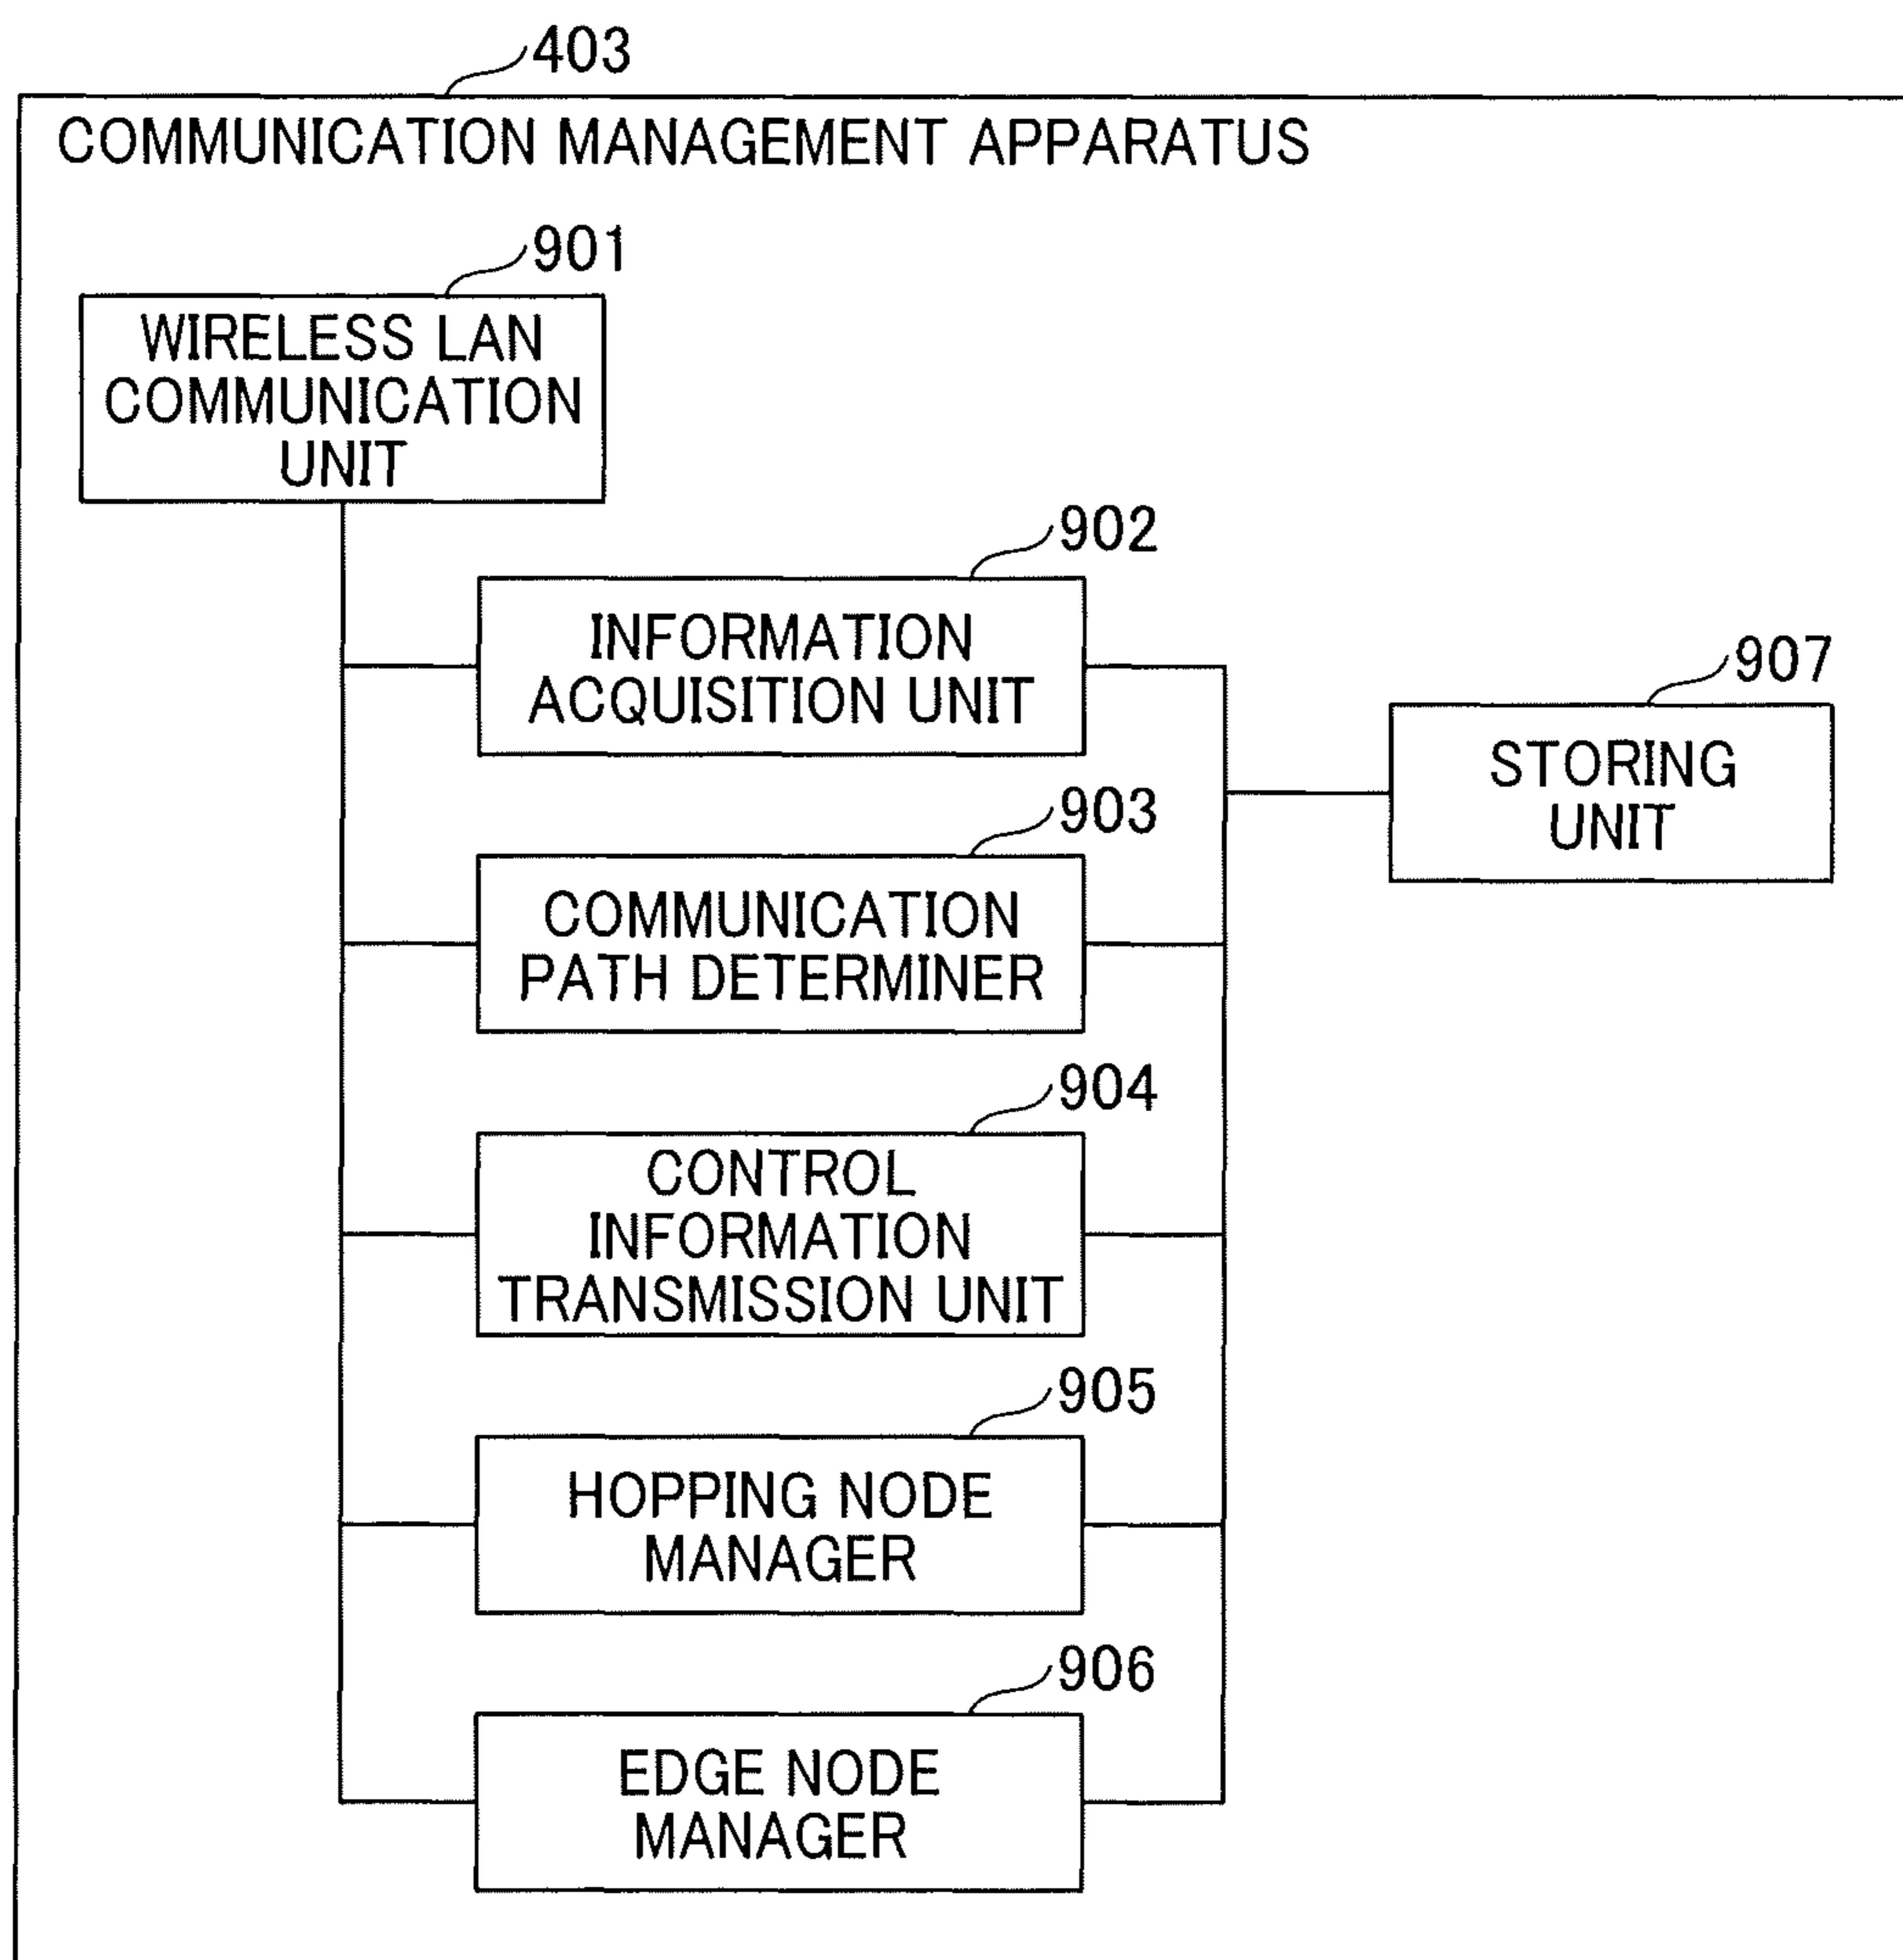 403
COMMUNICATION MANAGEMENT APPARATUS
901
WIRELESS LAN
COMMUNICATION
UNIT
902
INFORMATION
ACQUISITION UNIT
907
STORING
UNIT
903
COMMUNICATION
PATH DETERMINER
904
CONTROL
INFORMATION
TRANSMISSION UNIT
905
HOPPING NODE
MANAGER
906
EDGE NODE
MANAGER